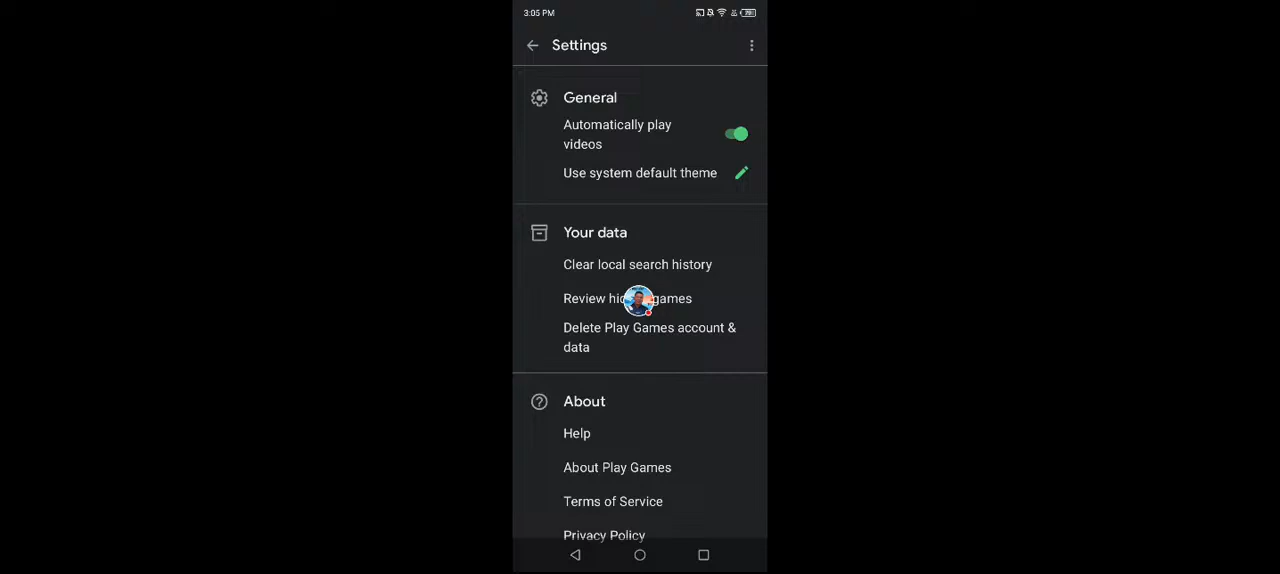 3:05 PM
Settings
General
Automatically play
videos
Use system default theme
Your data
Clear local search history
Review games
Delete Play Games account &
data
About
Help
About Play Games
Terms of Service
Privacy Policy